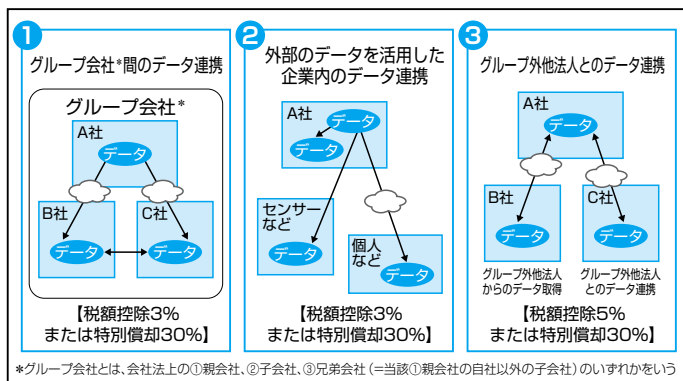 1
グループ会社*間のデータ連携
グループ会社*
A社
データ
B社
データ
C社
データ
【税額控除3%
または特別償却30%】
2
外部のデータを活用した
企業内のデータ連携
A社
データ
データ
センサー
など
データ
個人
など
データ
【税額控除3%
または特別償却30%】
3
グループ外他法人とのデータ連携
A社
データ
B社
データ
C社
データ
グループ外他法人
からのデータ取得
グループ外他法人
とのデータ連携
【税額控除5%
または特別償却30%】
*グループ会社とは、会社法上の①親会社、②子会社、③兄弟会社(=当該①親会社の自社以外の子会社)のいずれかをいう